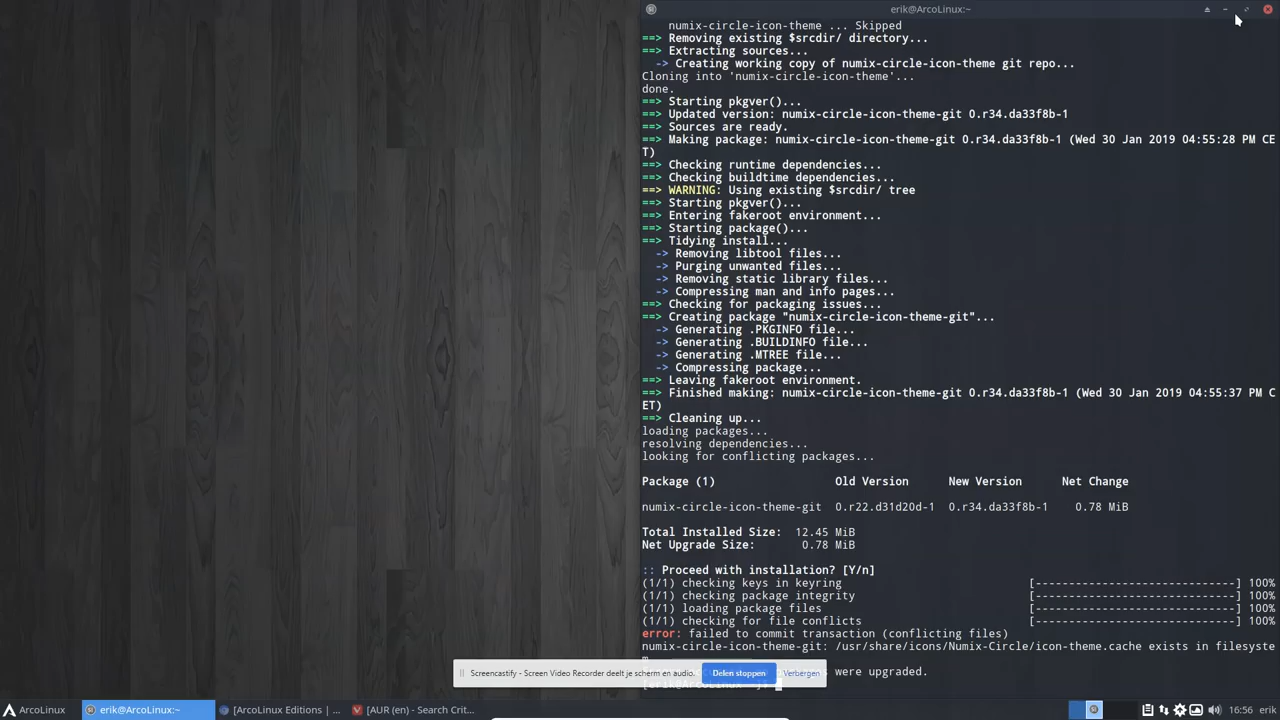 erik@ArcoLinux:~
numix-circle-icon-theme ... Skipped
==> Removing existing $srcdir/ directory...
==> Extracting sources...
-> Creating working copy of numix-circle-icon-theme git repo...
Cloning into 'numix-circle-icon-theme'...
done.
==> Starting pkgver()...
==> Updated version: numix-circle-icon-theme-git 0.r34.da33f8b-1
==> Sources are ready.
==> Making package: numix-circle-icon-theme-git 0.r34.da33f8b-1 (Wed 30 Jan 2019 04:55:28 PM CE
T)
==> Checking runtime dependencies...
==> Checking buildtime dependencies...
==> WARNING: Using existing $srcdir/ tree
==> Starting pkgver()...
==> Entering fakeroot environment...
==> Starting package()...
==> Tidying install...
-> Removing libtool files...
-> Purging unwanted files...
-> Removing static library files...
-> Compressing man and info pages...
==> Checking for packaging issues...
==> Creating package "numix-circle-icon-theme-git"...
-> Generating .PKGINFO file...
-> Generating .BUILDINFO file...
-> Generating .MTREE file...
-> Compressing package...
==> Leaving fakeroot environment.
==> Finished making: numix-circle-icon-theme-git 0.r34.da33f8b-1 (Wed 30 Jan 2019 04:55:37 PM C
ET)
==> Cleaning up...
loading packages...
resolving dependencies...
looking for conflicting packages...
Package (1) Old Version New Version Net Change
numix-circle-icon-theme-git 0.r22.d31d20d-1 0.r34.da33f8b-1 0.78 MiB
Total Installed Size: 12.45 MiB
Net Upgrade Size: 0.78 MiB
:: Proceed with installation? [Y/n]
(1/1) checking keys in keyring [------------------------------] 100%
(1/1) checking package integrity [------------------------------] 100%
(1/1) loading package files [------------------------------] 100%
(1/1) checking for file conflicts [------------------------------] 100%
error: failed to commit transaction (conflicting files)
numix-circle-icon-theme-git: /usr/share/icons/Numix-Circle/icon-theme.cache exists in filesyste
m
were upgraded.
[erik@ArcoLinux ~]$
Screencastify - Screen Video Recorder deelt je scherm en audio. Delen stoppen Verbergen
ArcoLinux erik@ArcoLinux:~ [ArcoLinux Editions | ... [AUR (en) - Search Crit... 16:56 erik